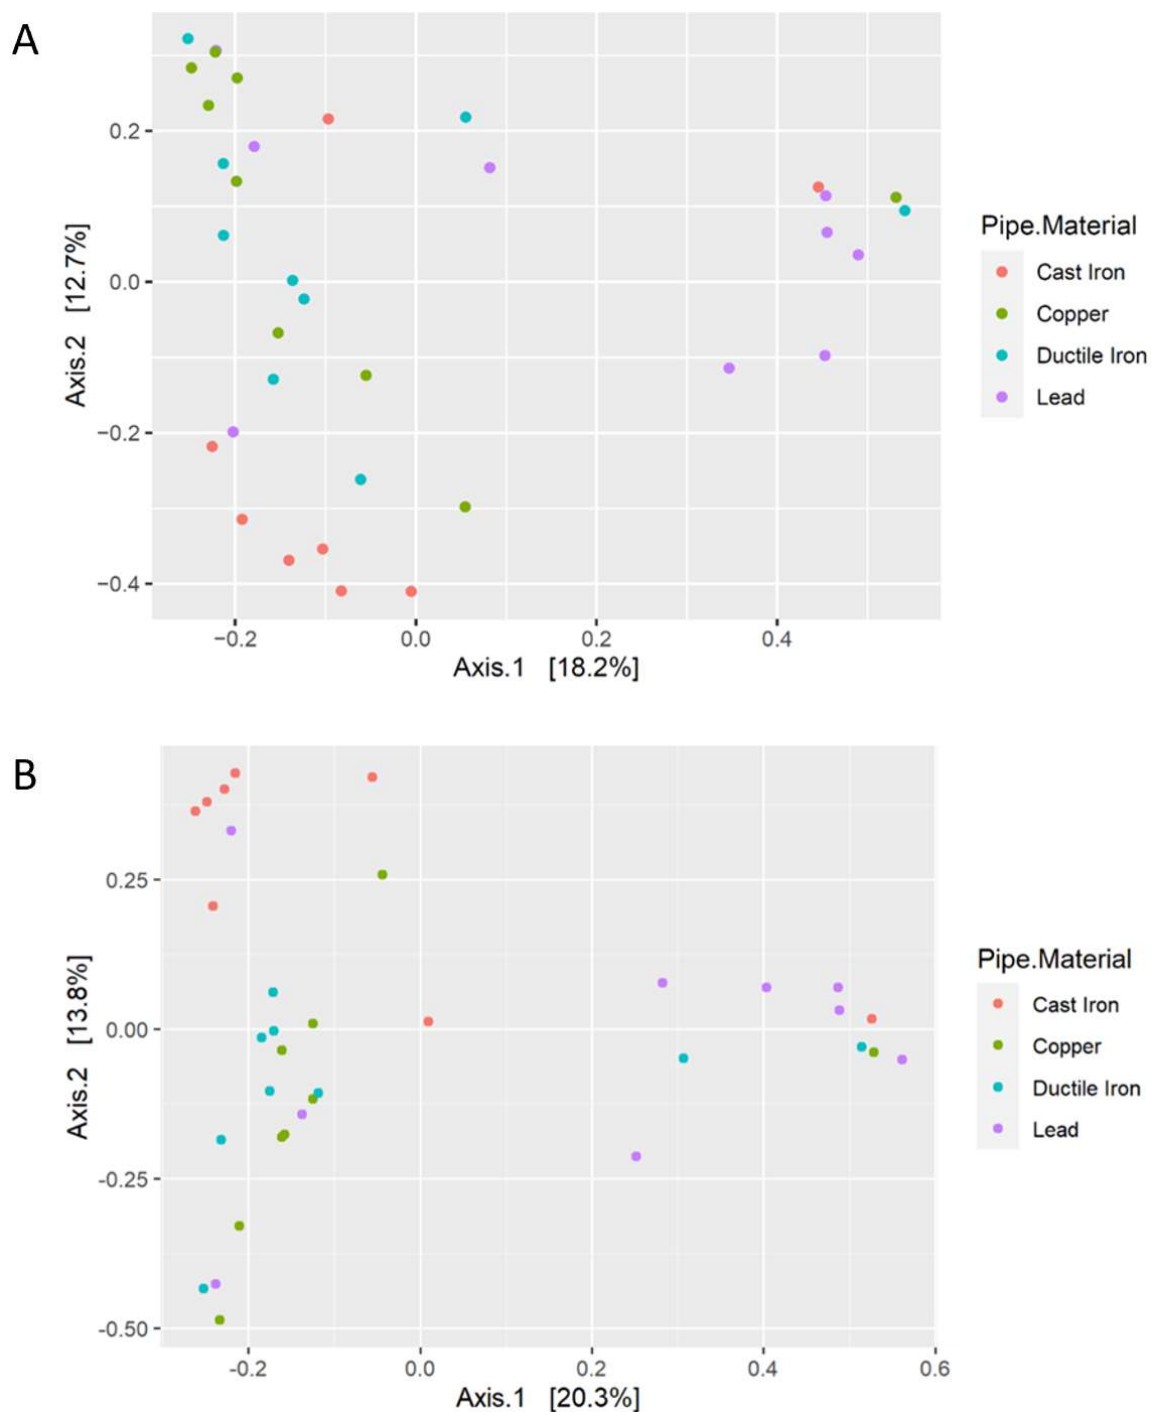 A
0.2
0.0
−0.2
−0.4
Axis.2 [12.7%]
−0.2 0.0 0.2 0.4
Axis.1 [18.2%]
Pipe.Material
Cast Iron
Copper
Ductile Iron
Lead
B
0.25
0.00
-0.25
-0.50
Axis.2 [13.8%]
-0.2 0.0 0.2 0.4 0.6
Axis.1 [20.3%]
Pipe.Material
Cast Iron
Copper
Ductile Iron
Lead